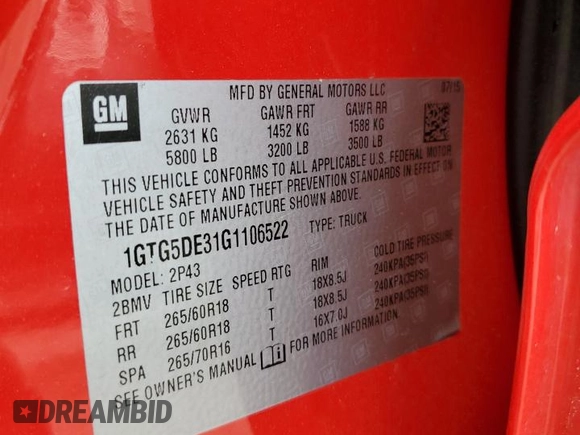 MFD BY GENERAL MOTORS LLC 07/15
GM
GVWR GAWR FRT GAWR RR
2631 KG 1452 KG 1588 KG
5800 LB 3200 LB 3500 LB
THIS VEHICLE CONFORMS TO ALL APPLICABLE U.S. FEDERAL MOTOR
VEHICLE SAFETY AND THEFT PREVENTION STANDARDS IN EFFECT ON
THE DATE OF MANUFACTURE SHOWN ABOVE.
1GTG5DE31G1106522 TYPE: TRUCK
MODEL: 2P43
2BMV TIRE SIZE SPEED RTG RIM COLD TIRE PRESSURE
FRT 265/60R18 T 18X8.5J 240KPA(35PSI)
RR 265/60R18 T 18X8.5J 240KPA(35PSI)
SPA 265/70R16 T 16X7.0J 240KPA(35PSI)
SEE OWNER'S MANUAL FOR MORE INFORMATION.
DREAMBID